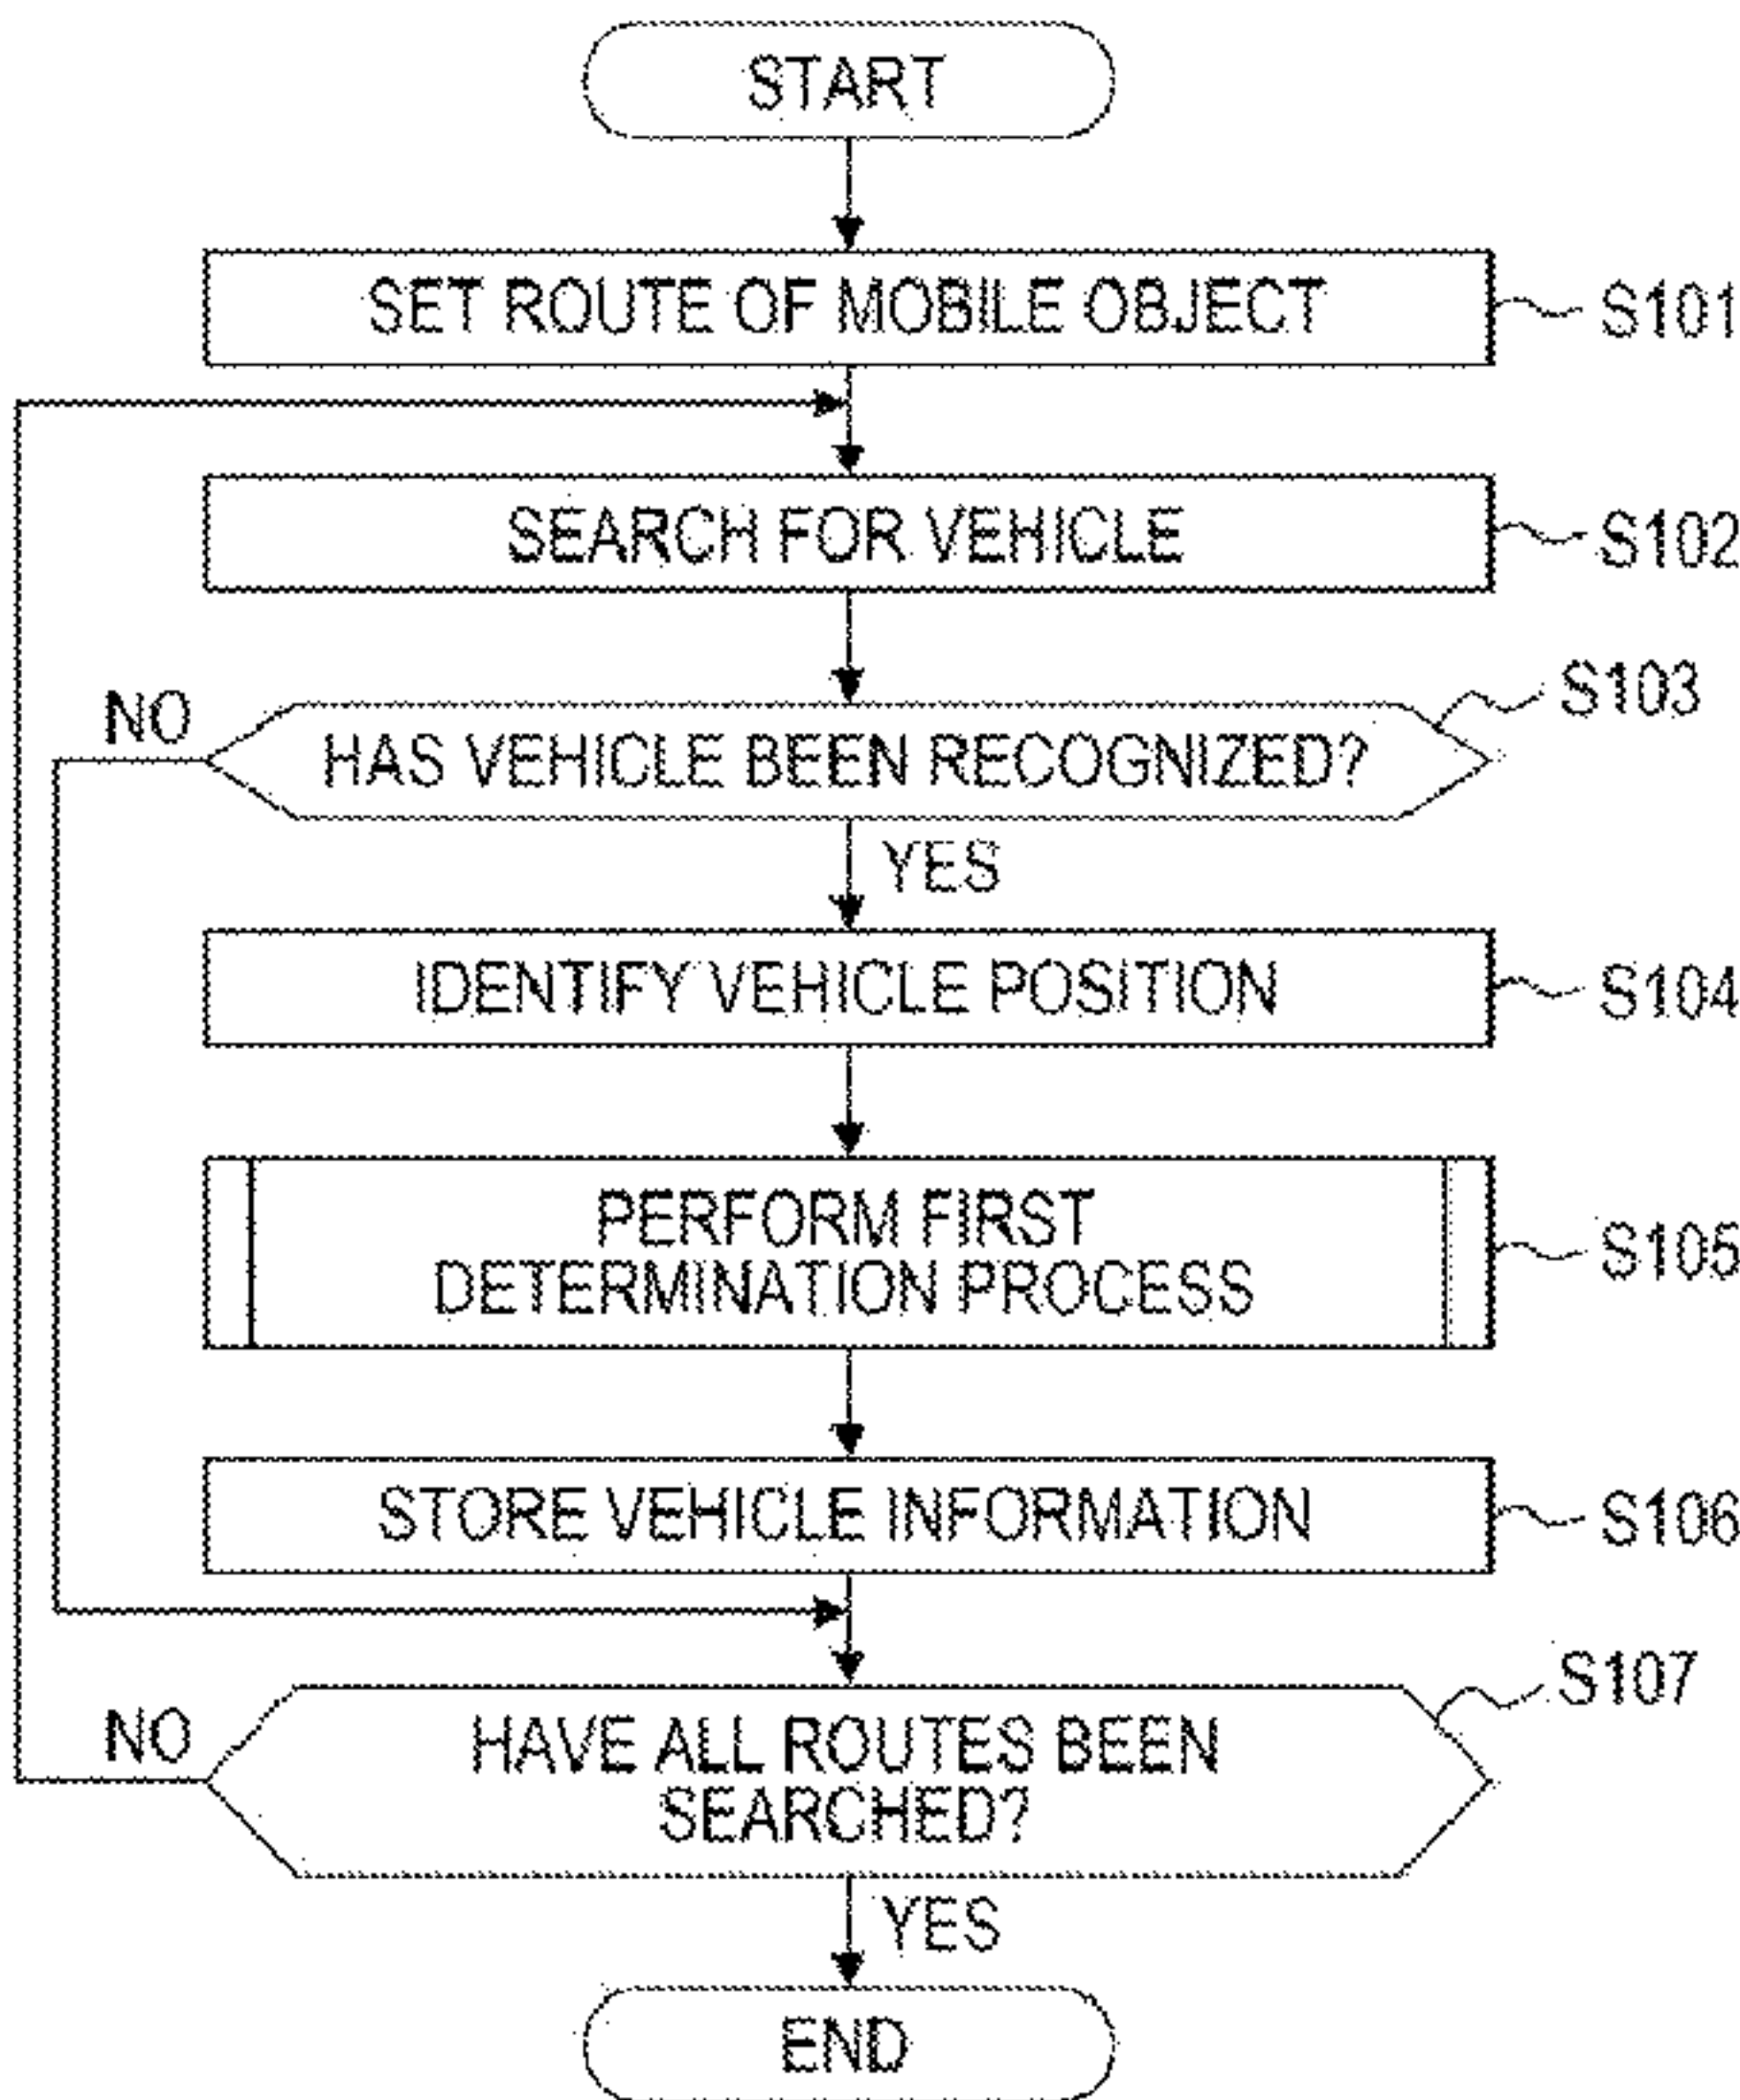 START
SET ROUTE OF MOBILE OBJECT
S101
SEARCH FOR VEHICLE
S102
S103
NO
HAS VEHICLE BEEN RECOGNIZED?
YES
IDENTIFY VEHICLE POSITION
S104
PERFORM FIRST
DETERMINATION PROCESS
S105
STORE VEHICLE INFORMATION
S106
S107
NO
HAVE ALL ROUTES BEEN
SEARCHED?
YES
END